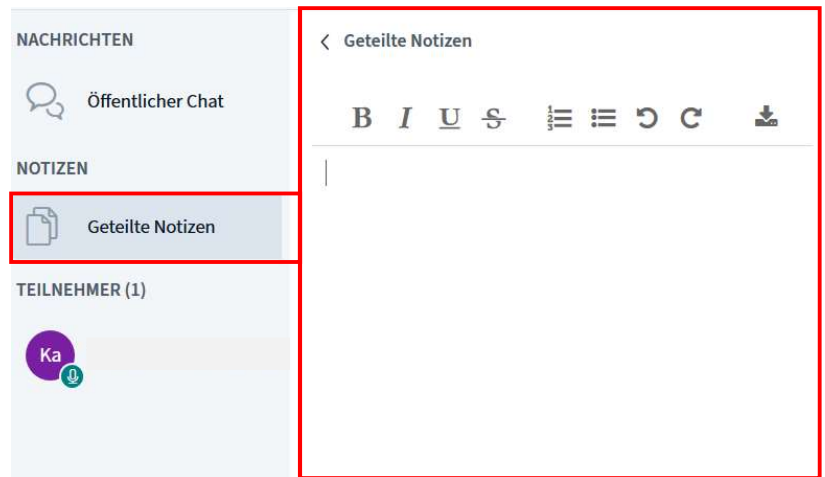 NACHRICHTEN
Öffentlicher Chat
NOTIZEN
Geteilte Notizen
TEILNEHMER (1)
Ka
Geteilte Notizen
B I U S